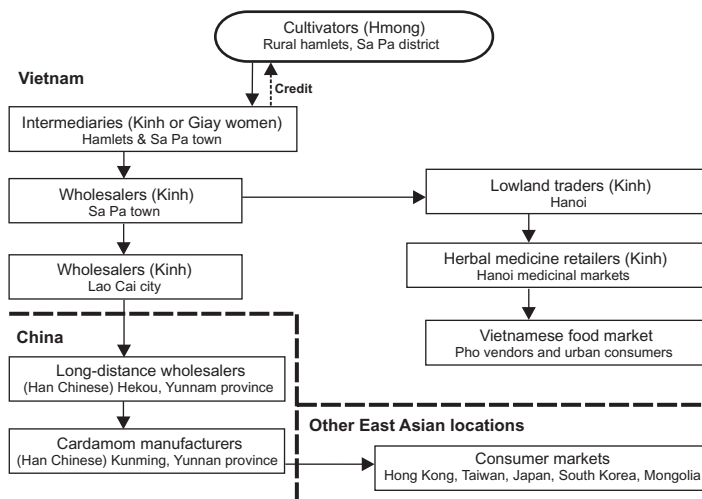 Cultivators (Hmong)
Rural hamlets, Sa Pa district
Vietnam
Credit
Intermediaries (Kinh or Giay women)
Hamlets & Sa Pa town
Wholesalers (Kinh)
Sa Pa town
Lowland traders (Kinh)
Hanoi
Herbal medicine retailers (Kinh)
Hanoi medicinal markets
Wholesalers (Kinh)
Lao Cai city
Vietnamese food market
Pho vendors and urban consumers
China
Long-distance wholesalers
(Han Chinese) Hekou, Yunnam province
Other East Asian locations
Cardamom manufacturers
(Han Chinese) Kunming, Yunnan province
Consumer markets
Hong Kong, Taiwan, Japan, South Korea, Mongolia